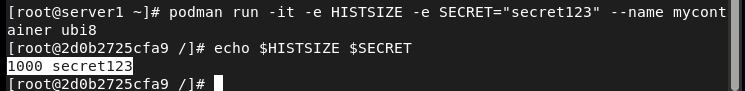 [root@server1 ~]# podman run -it -e HISTSIZE -e SECRET="secret123" --name mycont
ainer ubi8
[root@2d0b2725cfa9 /]# echo $HISTSIZE $SECRET
1000 secret123
[root@2d0b2725cfa9 /]#